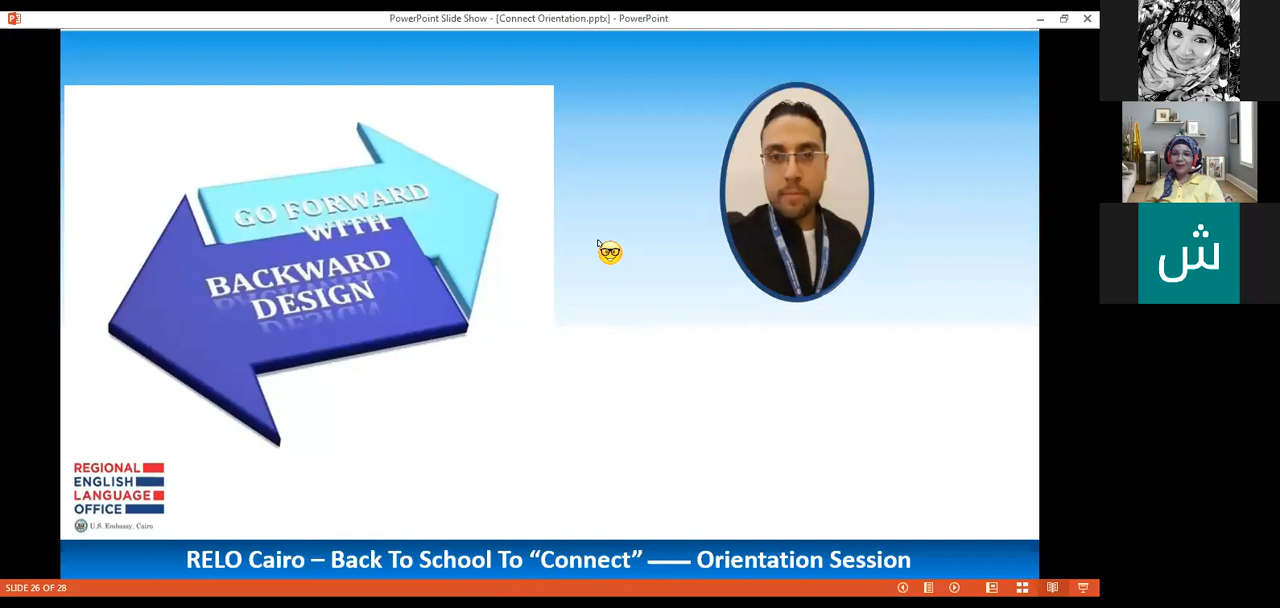 PowerPoint Slide Show - [Connect Orientation.pptx] - PowerPoint
GO FORWARD
WITH
BACKWARD
DESIGN
ش
REGIONAL
ENGLISH
LANGUAGE
OFFICE
U.S. Embassy, Cairo
RELO Cairo – Back To School To “Connect” —— Orientation Session
SLIDE 26 OF 28